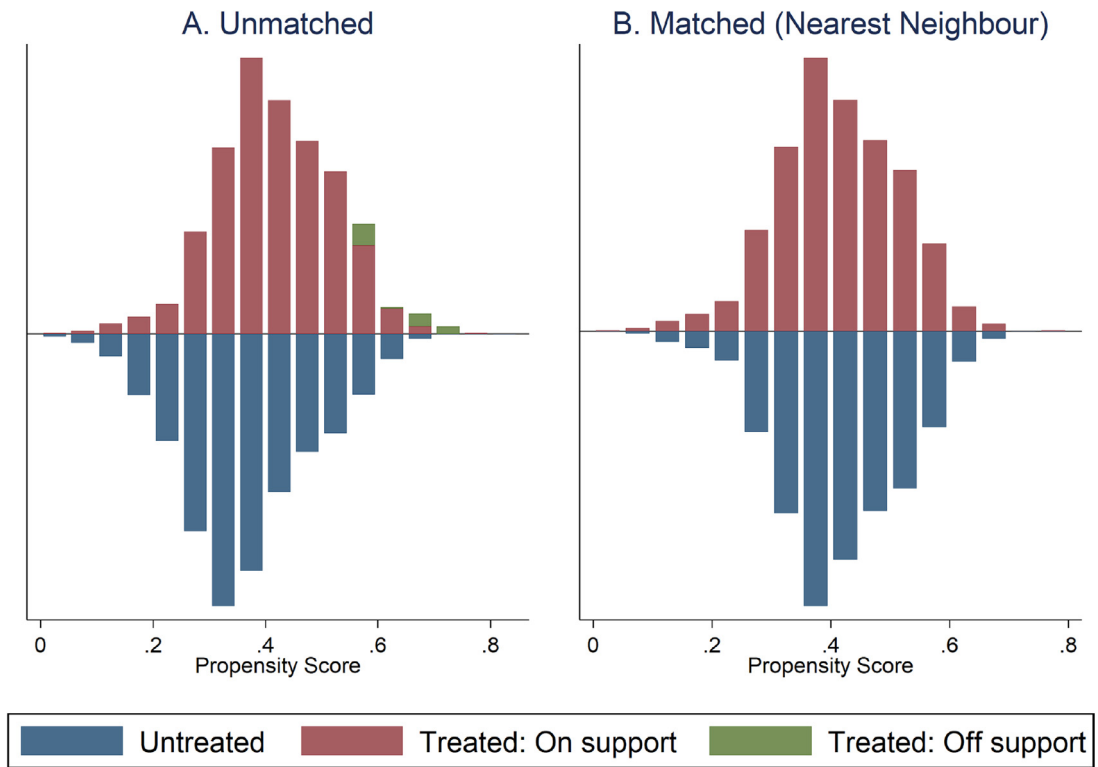 A. Unmatched
B. Matched (Nearest Neighbour)
0 .2 .4 .6 .8
Propensity Score
0 .2 .4 .6 .8
Propensity Score
Untreated
Treated: On support
Treated: Off support